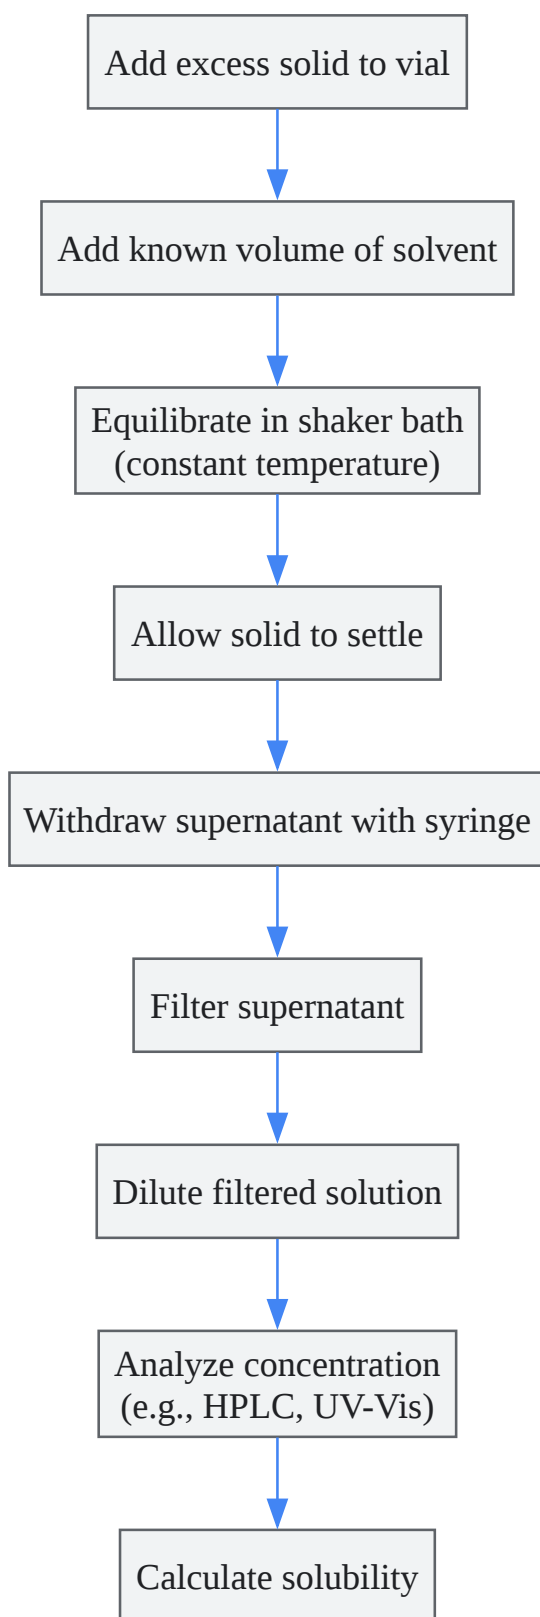 Add excess solid to vial
Add known volume of solvent
Equilibrate in shaker bath
(constant temperature)
Allow solid to settle
Withdraw supernatant with syringe
Filter supernatant
Dilute filtered solution
Analyze concentration
(e.g., HPLC, UV-Vis)
Calculate solubility